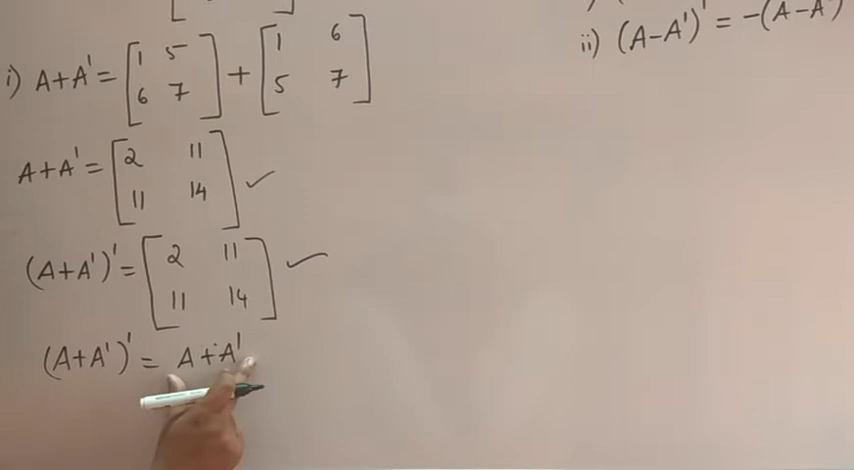 i) A+A' = [1 5
6 7] + [1 6
5 7]
A+A' = [2 11
11 14] ✓
(A+A')' = [2 11
11 14] ✓
(A+A')' = A+A'
ii) (A-A')' = -(A-A')